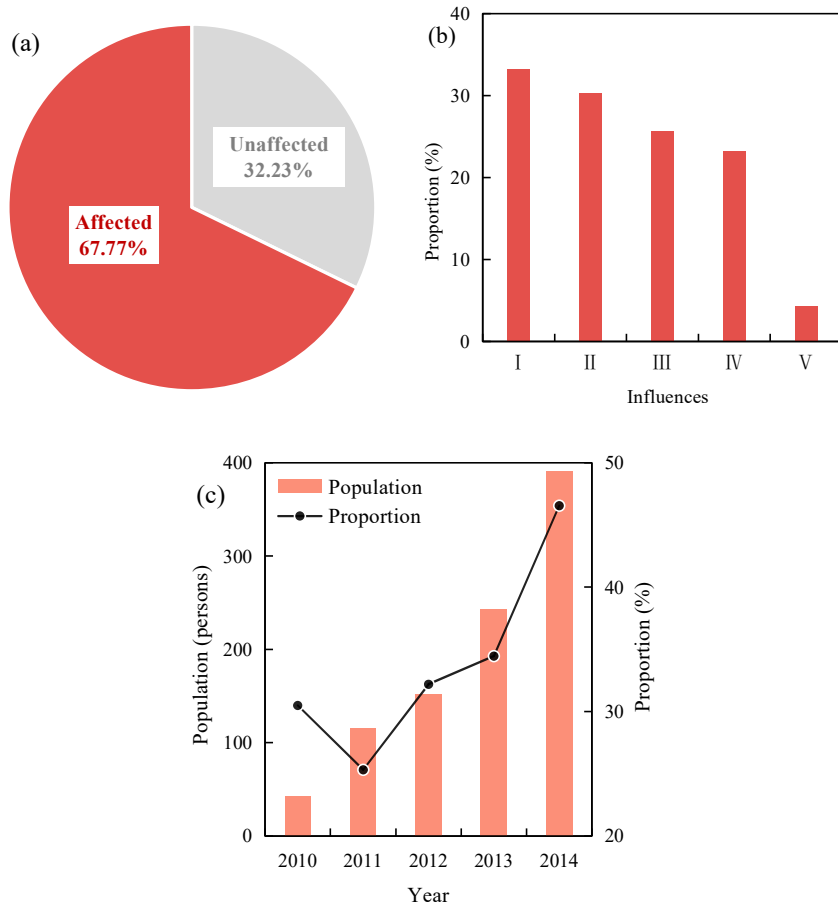 (a)
Unaffected
32.23%
Affected
67.77%
(b)
Proportion (%)
40
30
20
10
0
Ⅰ
Ⅱ
Ⅲ
Ⅳ
Ⅴ
Influences
(c)
Population (persons)
400
300
200
100
0
Population
Proportion
50
40
30
20
Proportion (%)
2010
2011
2012
2013
2014
Year